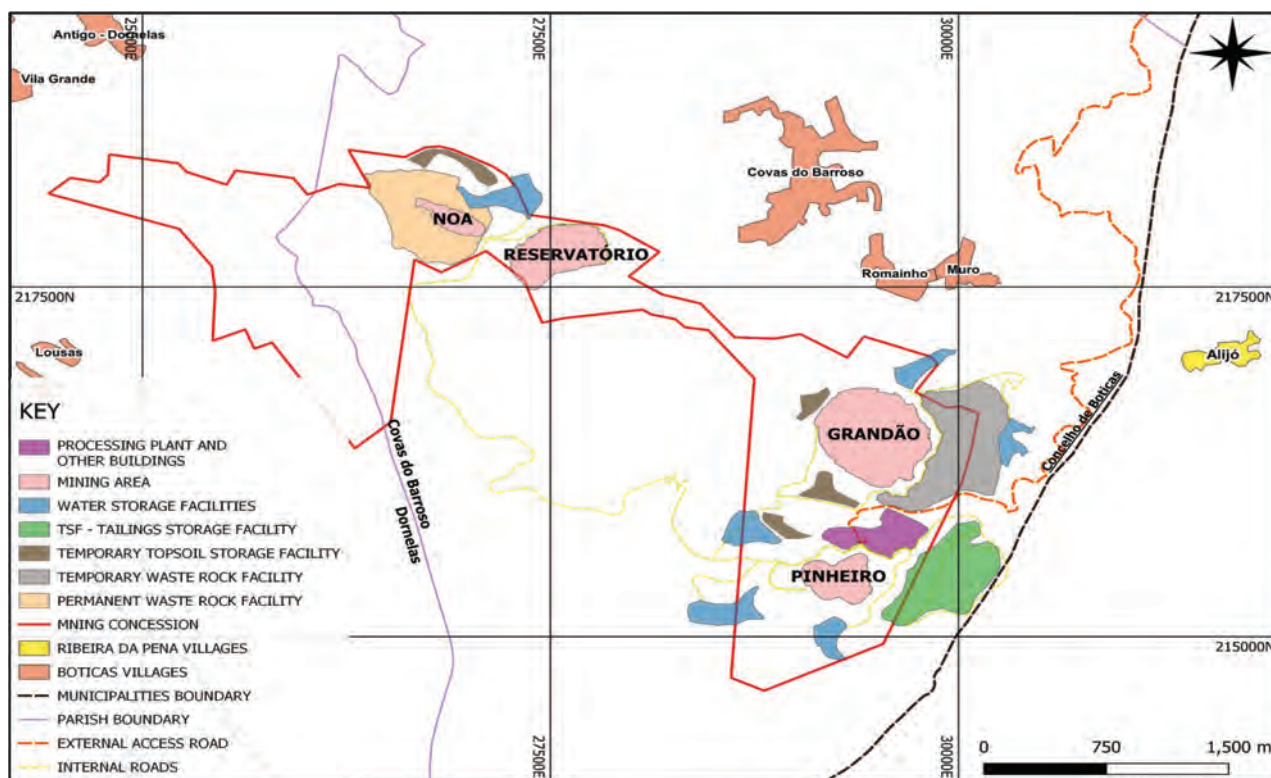 Antigo - Dornelas
Vila Grande
25000E
27500E
30000E
Covas do Barroso
NOA
RESERVATÓRIO
Romainho
Muro
217500N
217500N
Lousas
Alijó
GRANDÃO
Concelho de Boticas
Covas do Barroso
Dornelas
PINHEIRO
215000N
27500E
30000E
KEY
PROCESSING PLANT AND
OTHER BUILDINGS
MINING AREA
WATER STORAGE FACILITIES
TSF - TAILINGS STORAGE FACILITY
TEMPORARY TOPSOIL STORAGE FACILITY
TEMPORARY WASTE ROCK FACILITY
PERMANENT WASTE ROCK FACILITY
MNING CONCESSION
RIBEIRA DA PENA VILLAGES
BOTICAS VILLAGES
MUNICIPALITIES BOUNDARY
PARISH BOUNDARY
EXTERNAL ACCESS ROAD
INTERNAL ROADS
0 750 1,500 m